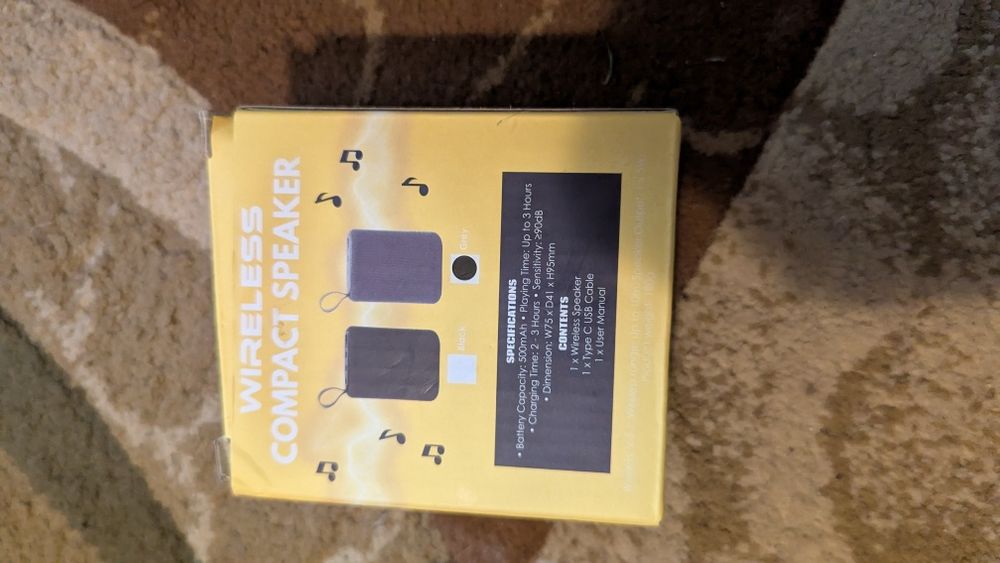 WIRELESS
COMPACT SPEAKER
Black
Grey
SPECIFICATIONS
• Battery Capacity: 500mAh • Playing Time: Up to 3 Hours
• Charging Time: 2 - 3 Hours • Sensitivity: ≥90dB
• Dimension: W75 x D41 x H95mm
CONTENTS
1 x Wireless Speaker
1 x Type C USB Cable
1 x User Manual